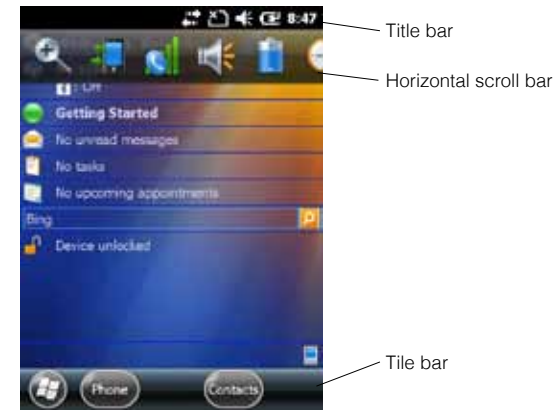 8:47
Title bar
Horizontal scroll bar
: Off
Getting Started
No unread messages
No tasks
No upcoming appointments
Bing
Device unlocked
Tile bar
Phone
Contacts